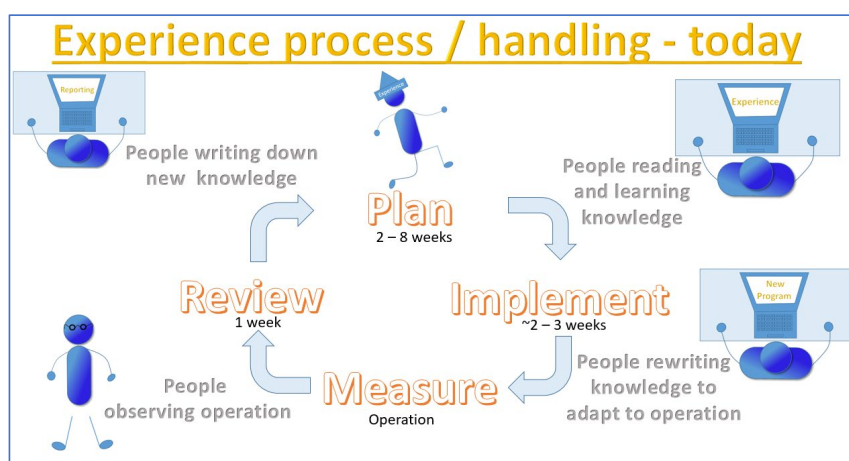 Experience process / handling - today
Reporting
People writing down
new knowledge
Experience
Plan
2 – 8 weeks
Experience
People reading
and learning
knowledge
Implement
~2 – 3 weeks
New
Program
People rewriting
knowledge to
adapt to operation
Measure
Operation
People
observing operation
Review
1 week